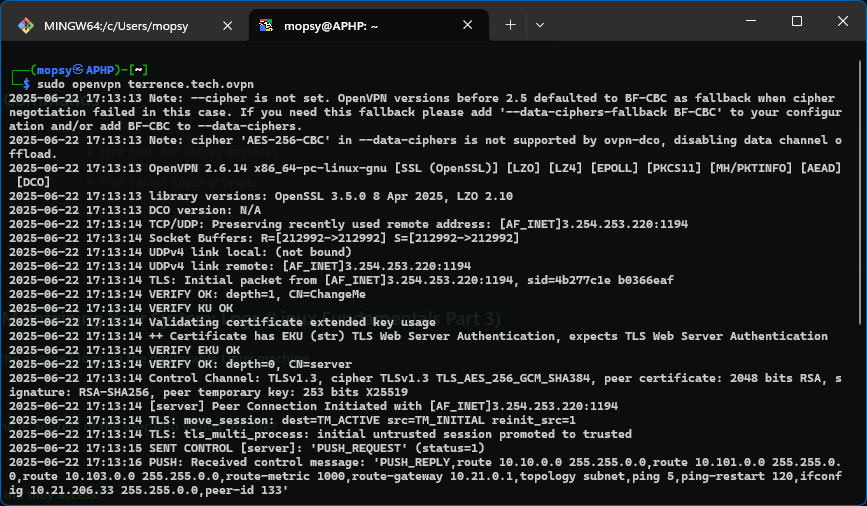 MINGW64:/c/Users/mopsy
mopsy@APHP: ~
┌──(mopsy㉿APHP)-[~]
└─$ sudo openvpn terrence.tech.ovpn
2025-06-22 17:13:13 Note: --cipher is not set. OpenVPN versions before 2.5 defaulted to BF-CBC as fallback when cipher
negotiation failed in this case. If you need this fallback please add '--data-ciphers-fallback BF-CBC' to your configur
ation and/or add BF-CBC to --data-ciphers.
2025-06-22 17:13:13 Note: cipher 'AES-256-CBC' in --data-ciphers is not supported by ovpn-dco, disabling data channel o
ffload.
2025-06-22 17:13:13 OpenVPN 2.6.14 x86_64-pc-linux-gnu [SSL (OpenSSL)] [LZO] [LZ4] [EPOLL] [PKCS11] [MH/PKTINFO] [AEAD]
[DCO]
2025-06-22 17:13:13 library versions: OpenSSL 3.5.0 8 Apr 2025, LZO 2.10
2025-06-22 17:13:13 DCO version: N/A
2025-06-22 17:13:14 TCP/UDP: Preserving recently used remote address: [AF_INET]3.254.253.220:1194
2025-06-22 17:13:14 Socket Buffers: R=[212992->212992] S=[212992->212992]
2025-06-22 17:13:14 UDPv4 link local: (not bound)
2025-06-22 17:13:14 UDPv4 link remote: [AF_INET]3.254.253.220:1194
2025-06-22 17:13:14 TLS: Initial packet from [AF_INET]3.254.253.220:1194, sid=4b277c1e b0366eaf
2025-06-22 17:13:14 VERIFY OK: depth=1, CN=ChangeMe
2025-06-22 17:13:14 VERIFY KU OK
2025-06-22 17:13:14 Validating certificate extended key usage
2025-06-22 17:13:14 ++ Certificate has EKU (str) TLS Web Server Authentication, expects TLS Web Server Authentication
2025-06-22 17:13:14 VERIFY EKU OK
2025-06-22 17:13:14 VERIFY OK: depth=0, CN=server
2025-06-22 17:13:14 Control Channel: TLSv1.3, cipher TLSv1.3 TLS_AES_256_GCM_SHA384, peer certificate: 2048 bits RSA, s
ignature: RSA-SHA256, peer temporary key: 253 bits X25519
2025-06-22 17:13:14 [server] Peer Connection Initiated with [AF_INET]3.254.253.220:1194
2025-06-22 17:13:14 TLS: move_session: dest=TM_ACTIVE src=TM_INITIAL reinit_src=1
2025-06-22 17:13:14 TLS: tls_multi_process: initial untrusted session promoted to trusted
2025-06-22 17:13:15 SENT CONTROL [server]: 'PUSH_REQUEST' (status=1)
2025-06-22 17:13:16 PUSH: Received control message: 'PUSH_REPLY,route 10.10.0.0 255.255.0.0,route 10.101.0.0 255.255.0.
0,route 10.103.0.0 255.255.0.0,route-metric 1000,route-gateway 10.21.0.1,topology subnet,ping 5,ping-restart 120,ifconf
ig 10.21.206.33 255.255.0.0,peer-id 133'